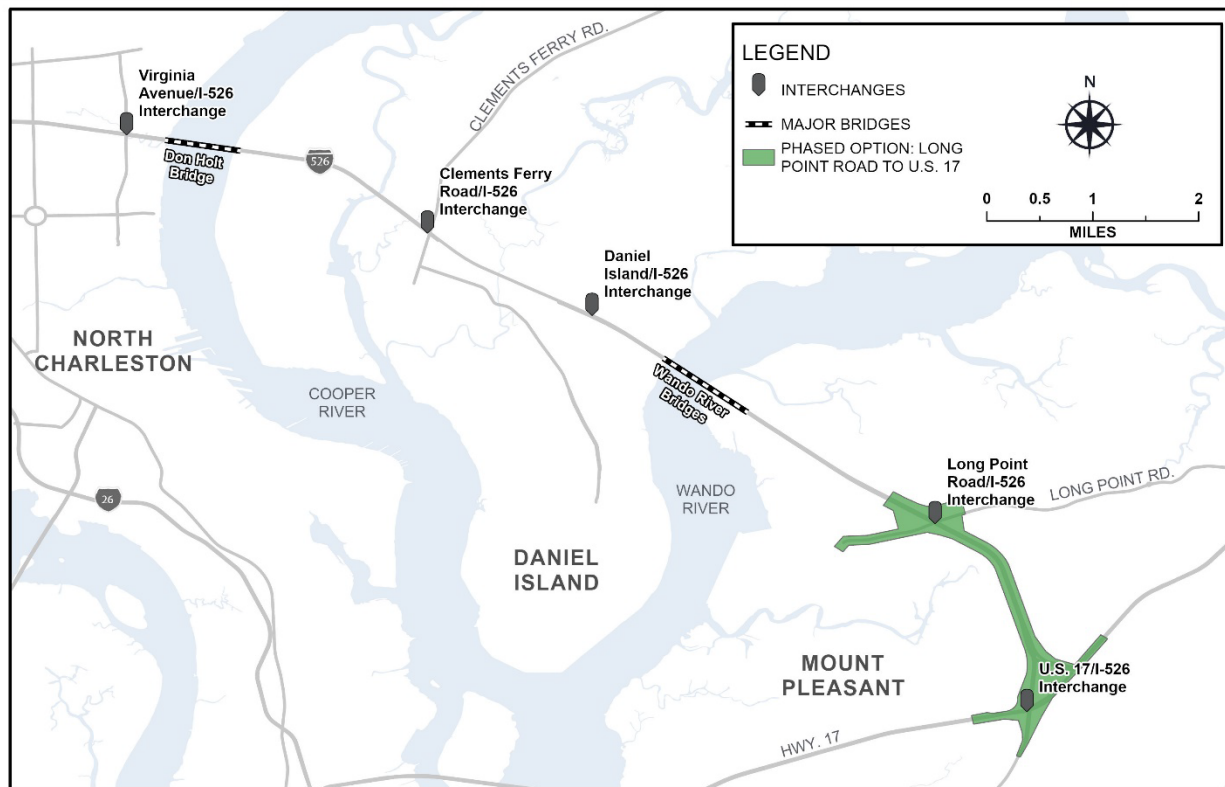 Virginia
Avenue/I-526
Interchange
Don Holt
Bridge
526
CLEMENTS FERRY RD.
Clements Ferry
Road/I-526
Interchange
Daniel
Island/I-526
Interchange
LEGEND
INTERCHANGES
MAJOR BRIDGES
PHASED OPTION: LONG
POINT ROAD TO U.S. 17
N
0 0.5 1 2
MILES
NORTH
CHARLESTON
COOPER
RIVER
Wando River
Bridges
26
WANDO
RIVER
Long Point
Road/I-526
Interchange
LONG POINT RD.
DANIEL
ISLAND
MOUNT
PLEASANT
U.S. 17/I-526
Interchange
HWY. 17